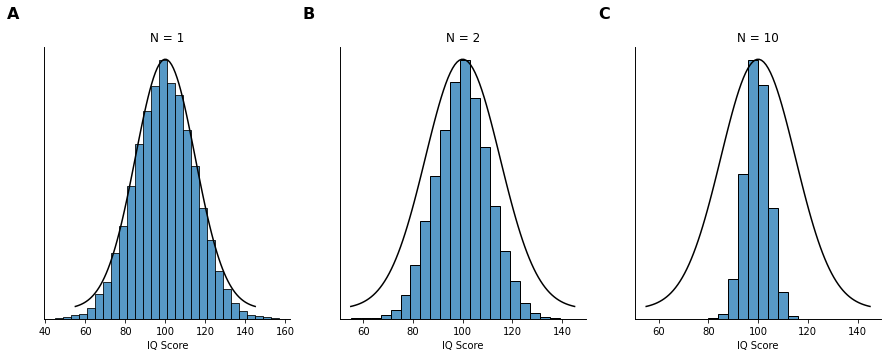 A
B
C
N = 1
N = 2
N = 10
40 60 80 100 120 140 160
60 80 100 120 140
60 80 100 120 140
IQ Score
IQ Score
IQ Score